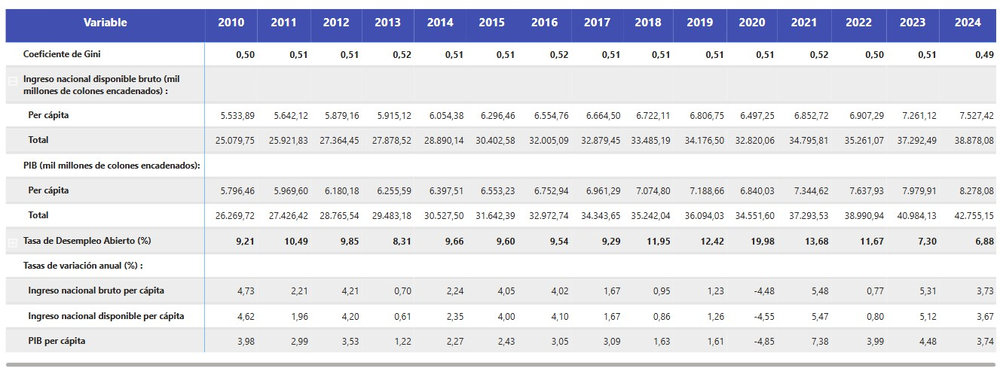 Variable 2010 2011 2012 2013 2014 2015 2016 2017 2018 2019 2020 2021 2022 2023 2024
Coeficiente de Gini 0,50 0,51 0,51 0,52 0,51 0,51 0,52 0,51 0,51 0,51 0,51 0,52 0,50 0,51 0,49
Ingreso nacional disponible bruto (mil
millones de colones encadenados) :
Per cápita 5.533,89 5.642,12 5.879,16 5.915,12 6.054,38 6.296,46 6.554,76 6.664,50 6.722,11 6.806,75 6.497,25 6.852,72 6.907,29 7.261,12 7.527,42
Total 25.079,75 25.921,83 27.364,45 27.878,52 28.890,14 30.402,58 32.005,09 32.879,45 33.485,19 34.176,50 32.820,06 34.795,81 35.261,07 37.292,49 38.878,08
PIB (mil millones de colones encadenados):
Per cápita 5.796,46 5.969,60 6.180,18 6.255,59 6.397,51 6.553,23 6.752,94 6.961,29 7.074,80 7.188,66 6.840,03 7.344,62 7.637,93 7.979,91 8.278,08
Total 26.269,72 27.426,42 28.765,54 29.483,18 30.527,50 31.642,39 32.972,74 34.343,65 35.242,04 36.094,03 34.551,60 37.293,53 38.990,94 40.984,13 42.755,15
Tasa de Desempleo Abierto (%) 9,21 10,49 9,85 8,31 9,66 9,60 9,54 9,29 11,95 12,42 19,98 13,68 11,67 7,30 6,88
Tasas de variación anual (%) :
Ingreso nacional bruto per cápita 4,73 2,21 4,21 0,70 2,24 4,05 4,02 1,67 0,95 1,23 -4,48 5,48 0,77 5,31 3,73
Ingreso nacional disponible per cápita 4,62 1,96 4,20 0,61 2,35 4,00 4,10 1,67 0,86 1,26 -4,55 5,47 0,80 5,12 3,67
PIB per cápita 3,98 2,99 3,53 1,22 2,27 2,43 3,05 3,09 1,63 1,61 -4,85 7,38 3,99 4,48 3,74